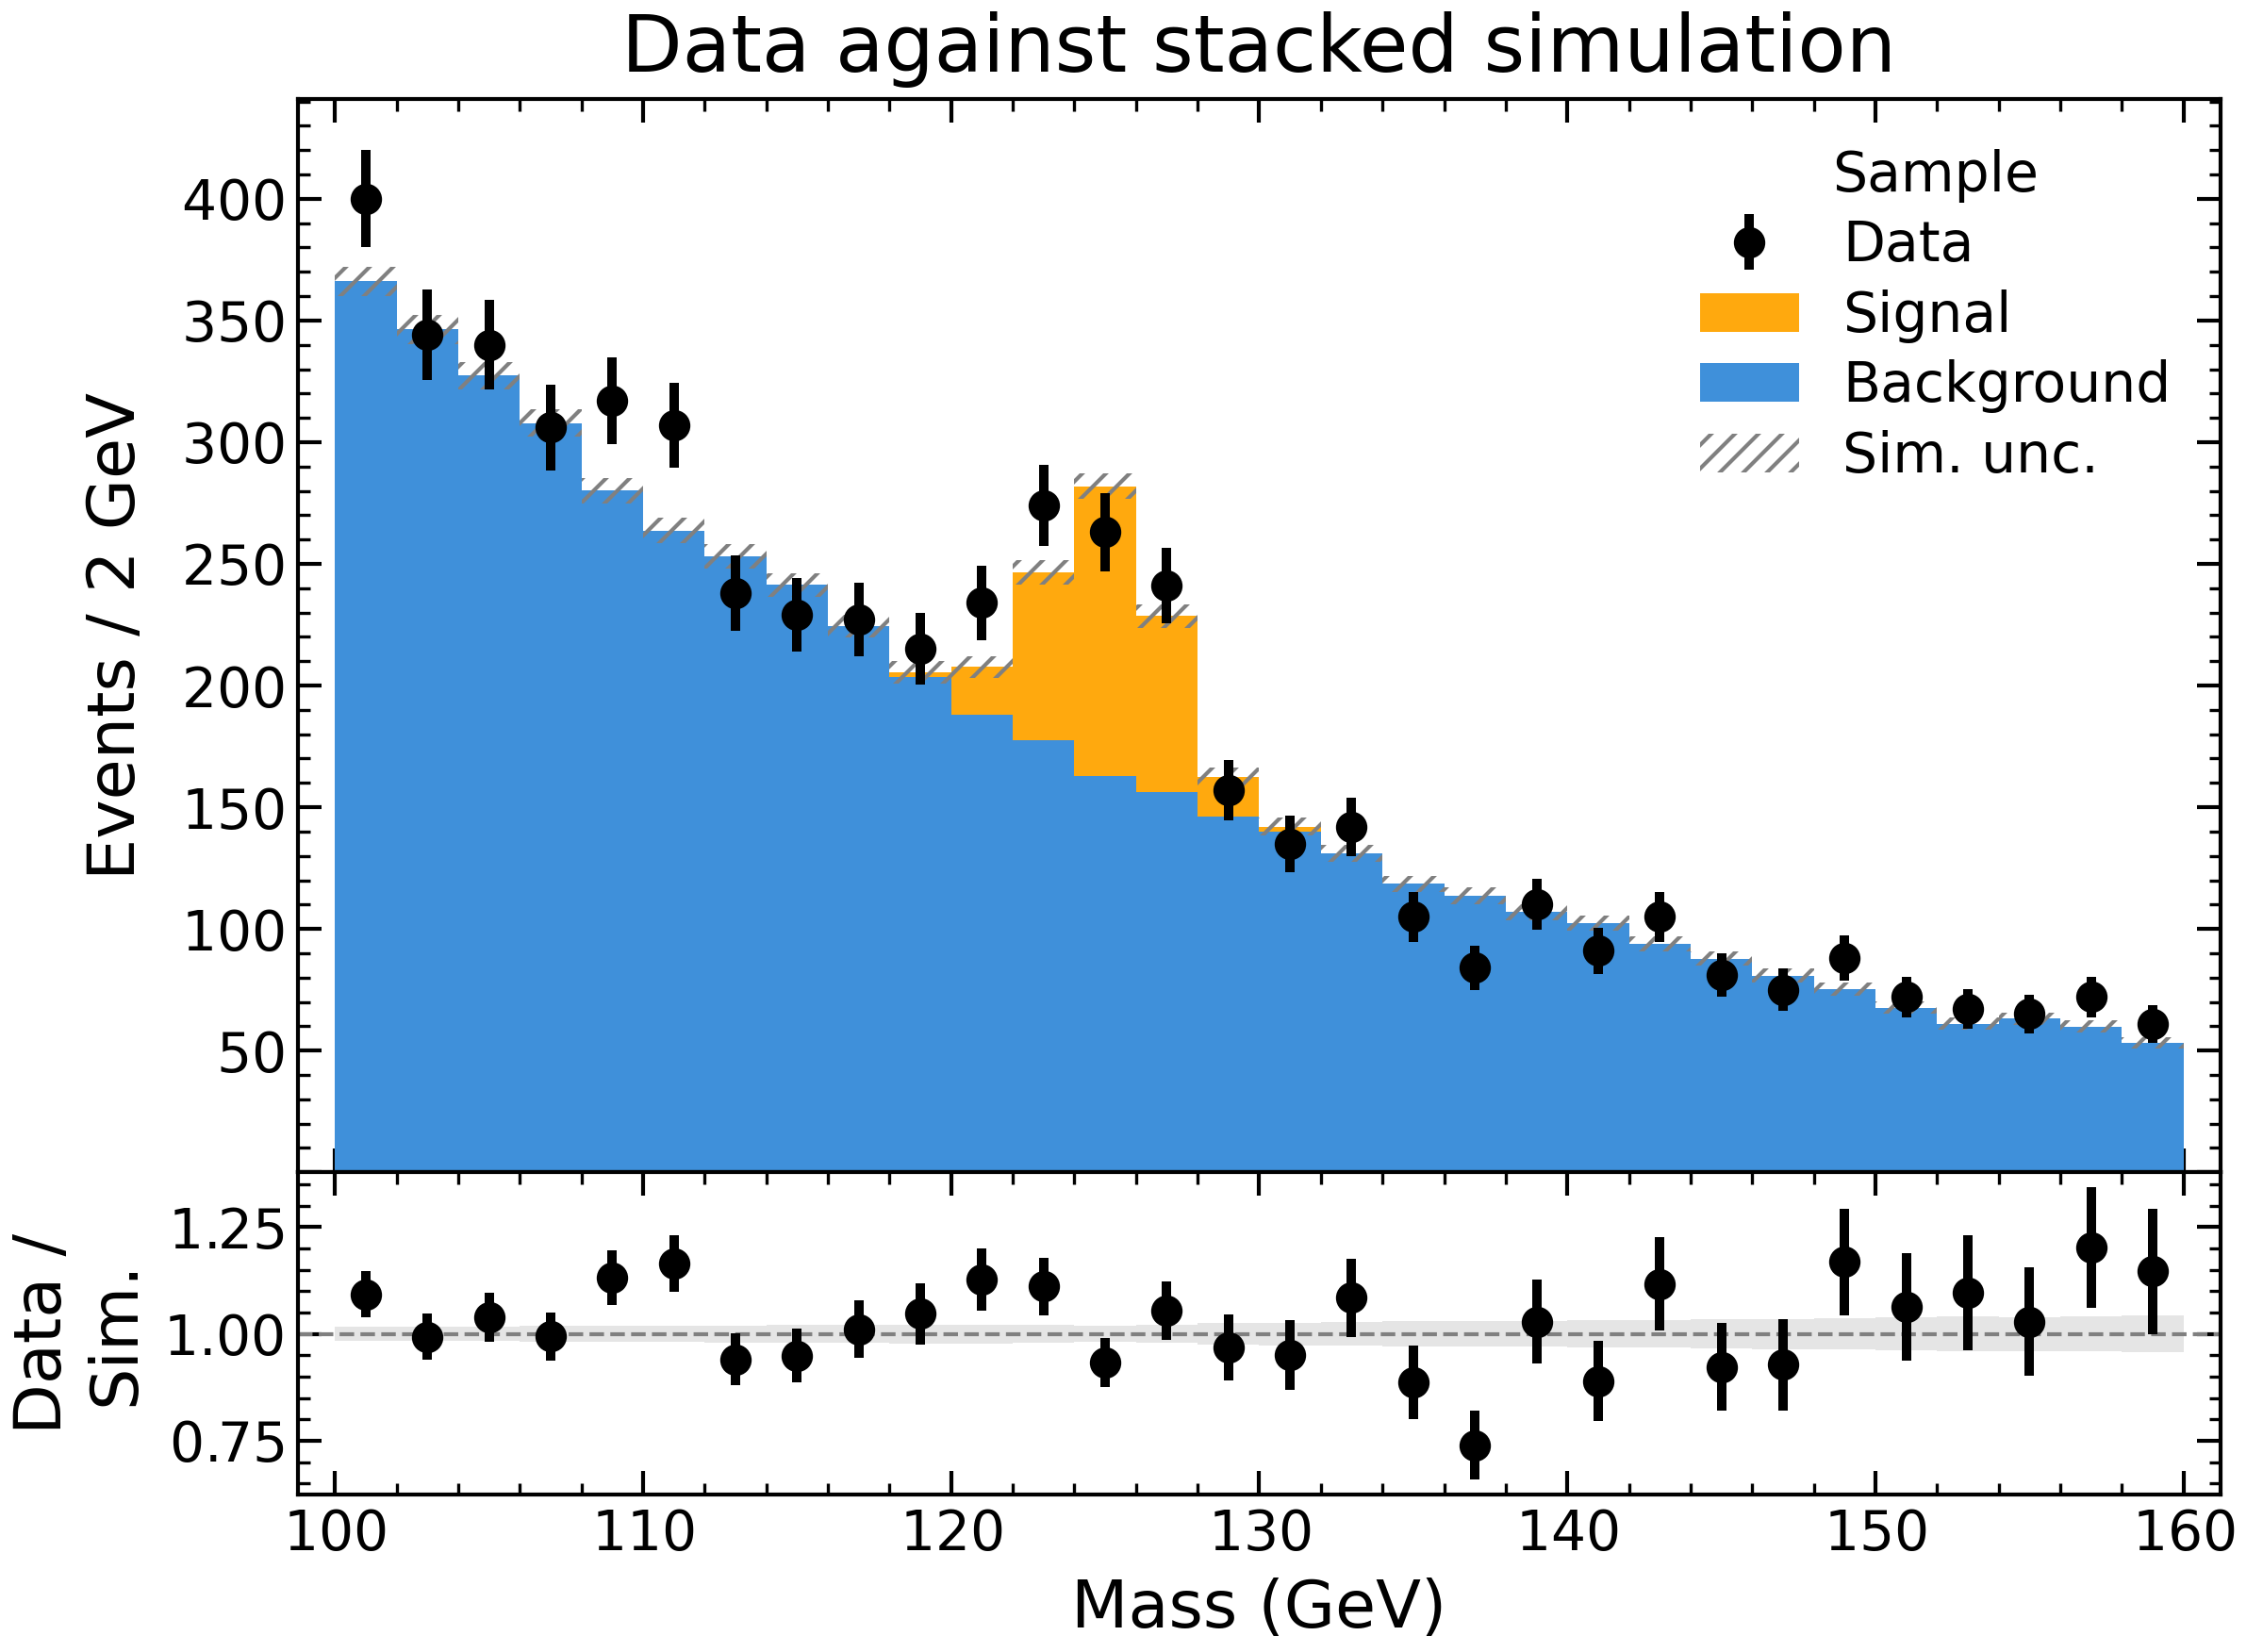 Data against stacked simulation
Events / 2 GeV
400
350
300
250
200
150
100
50
Sample
Data
Signal
Background
Sim. unc.
Data /
Sim.
1.25
1.00
0.75
100 110 120 130 140 150 160
Mass (GeV)